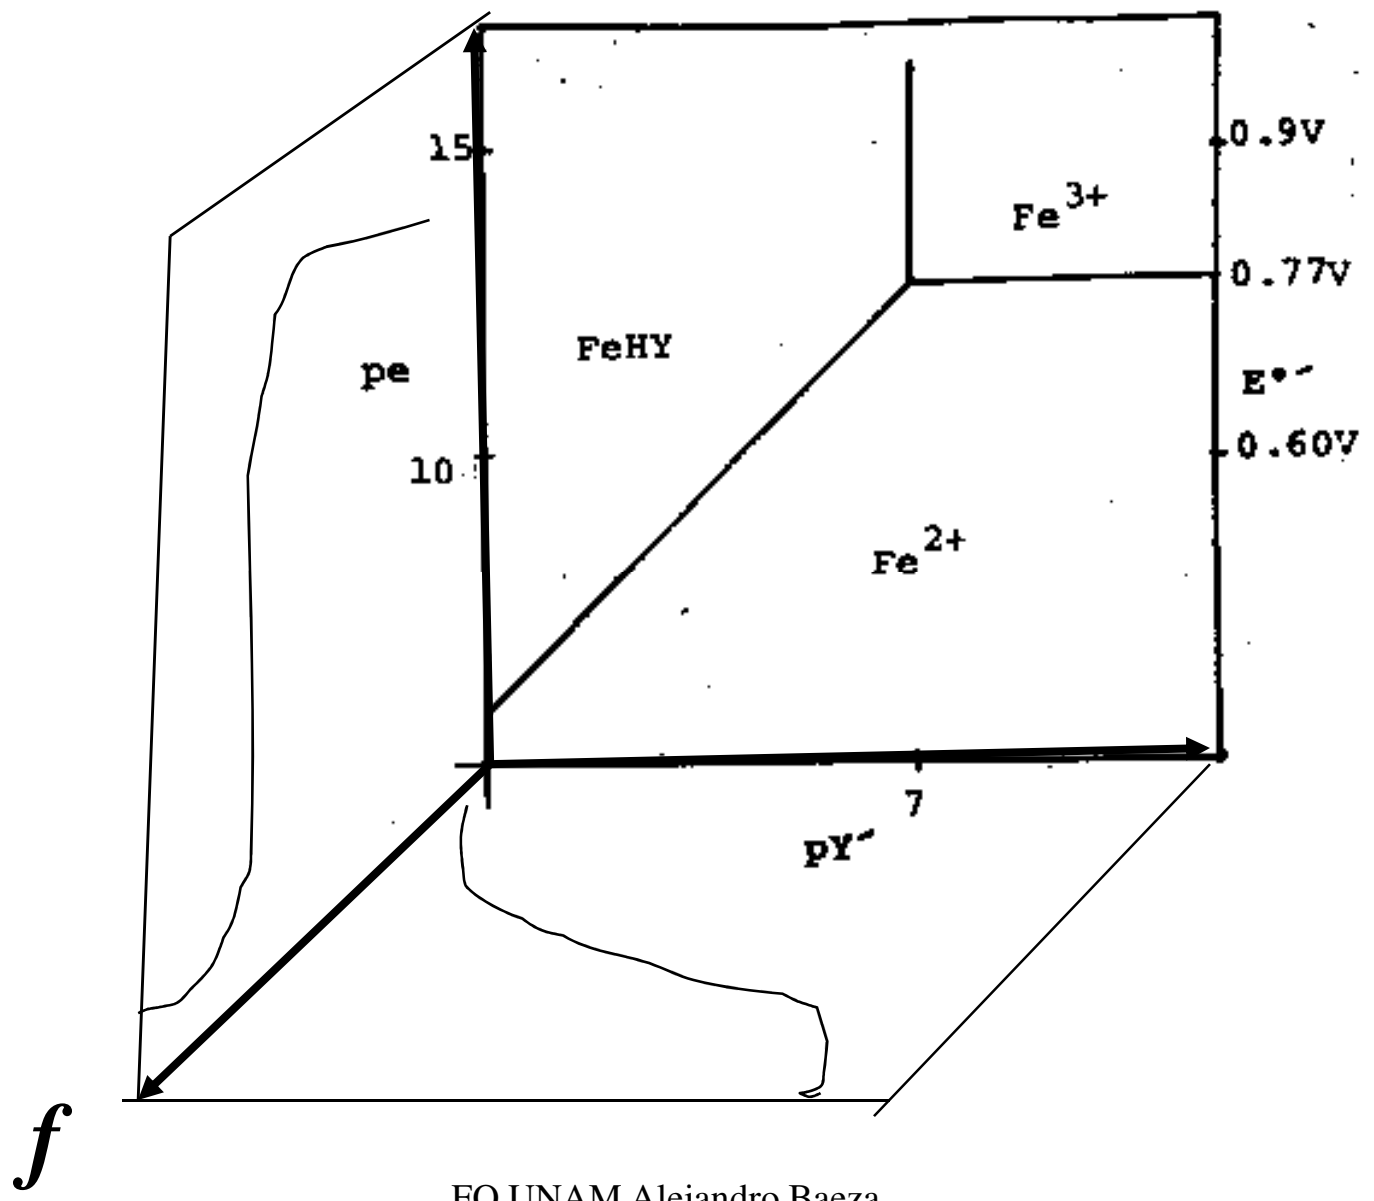 15
0.9V
Fe3+
0.77V
FeHY
pe
E°´
0.60V
10
Fe2+
7
pY´
f
FQ UNAM Alejandro Baeza